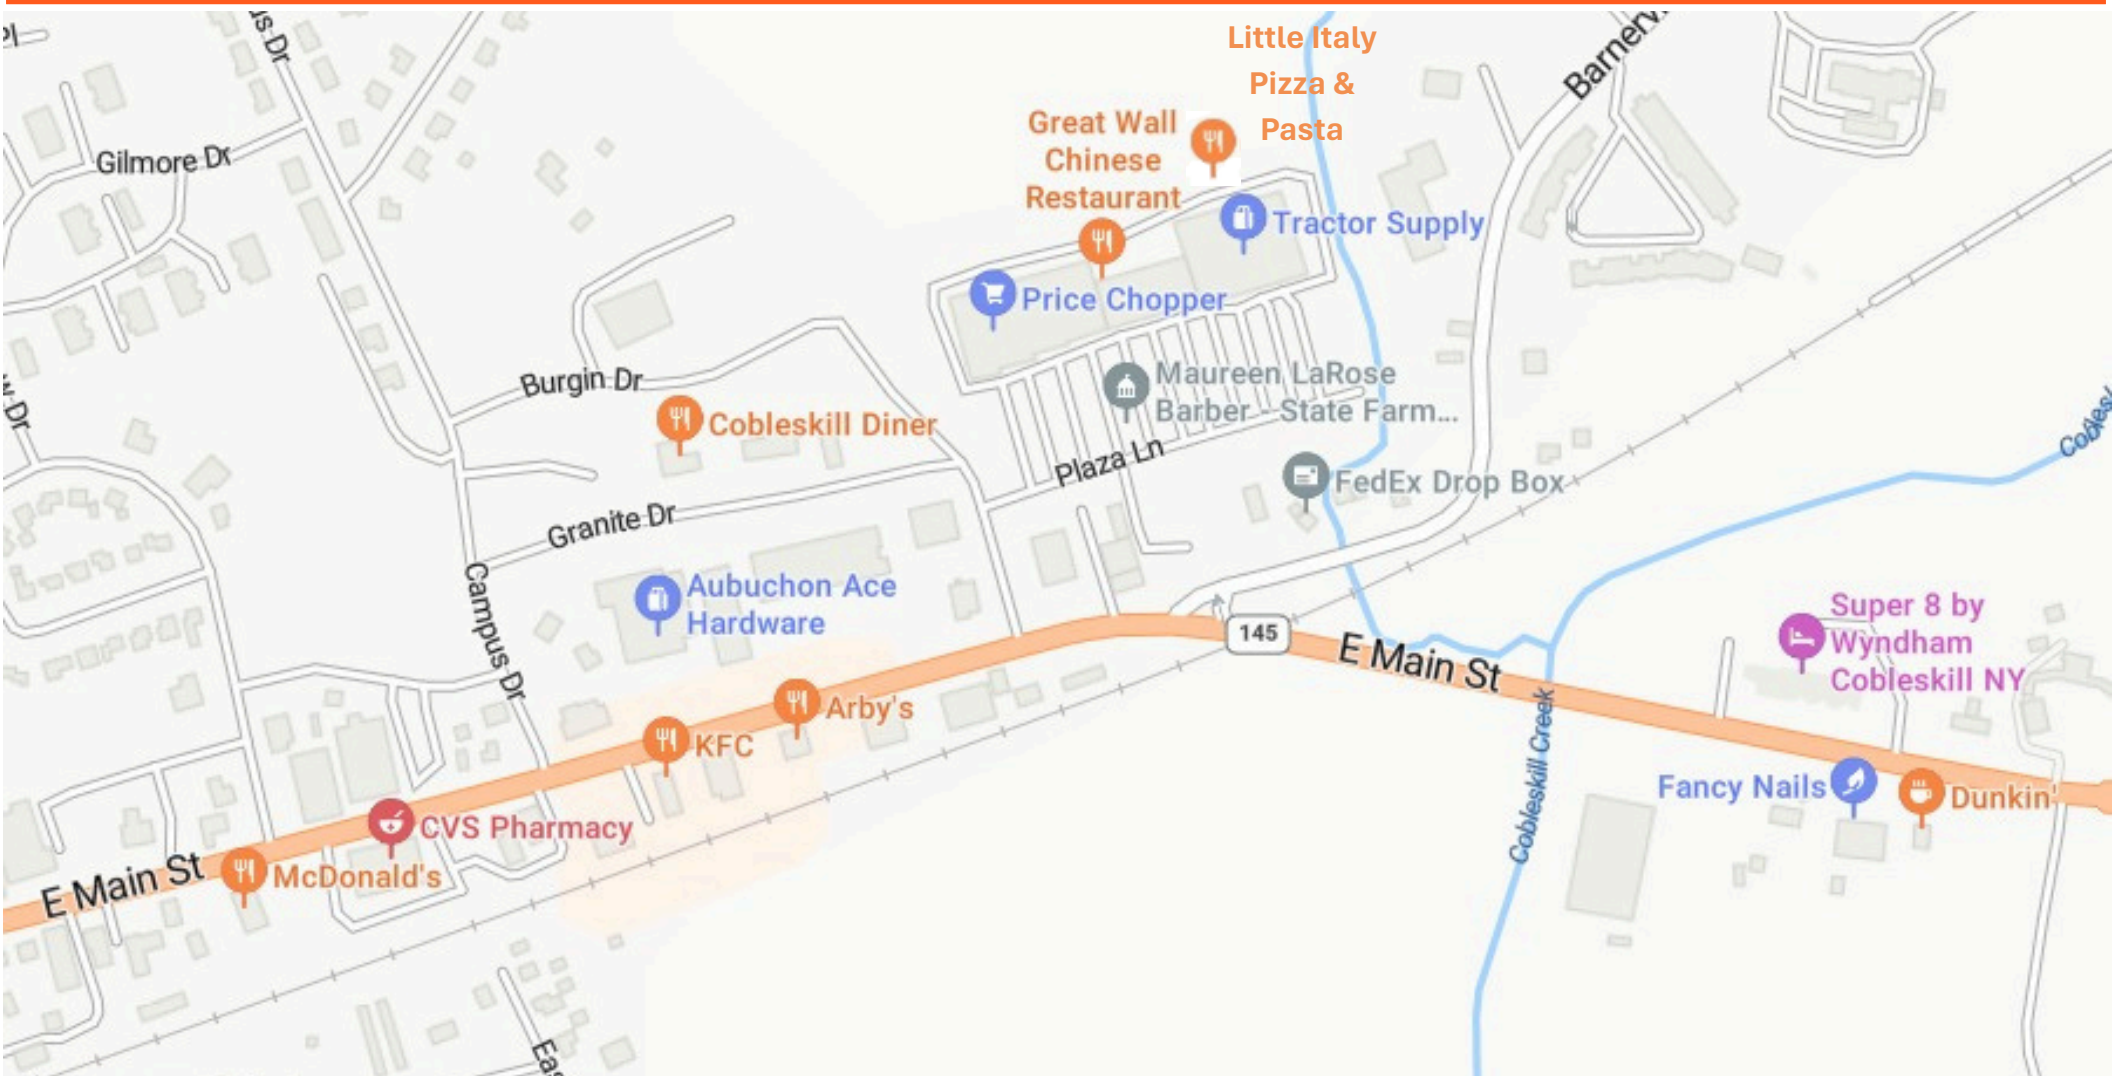 us Dr
Little Italy
Pizza &
Pasta
Great Wall
Chinese
Restaurant
Gilmore Dr
Tractor Supply
Price Chopper
Burgin Dr
Maureen LaRose
Barber - State Farm...
Cobleskill Diner
Plaza Ln
FedEx Drop Box
Granite Dr
Aubuchon Ace
Hardware
Campus Dr
145
E Main St
Super 8 by
Wyndham
Cobleskill NY
Arby's
KFC
Cobleskill Creek
Fancy Nails
Dunkin'
CVS Pharmacy
McDonald's
E Main St